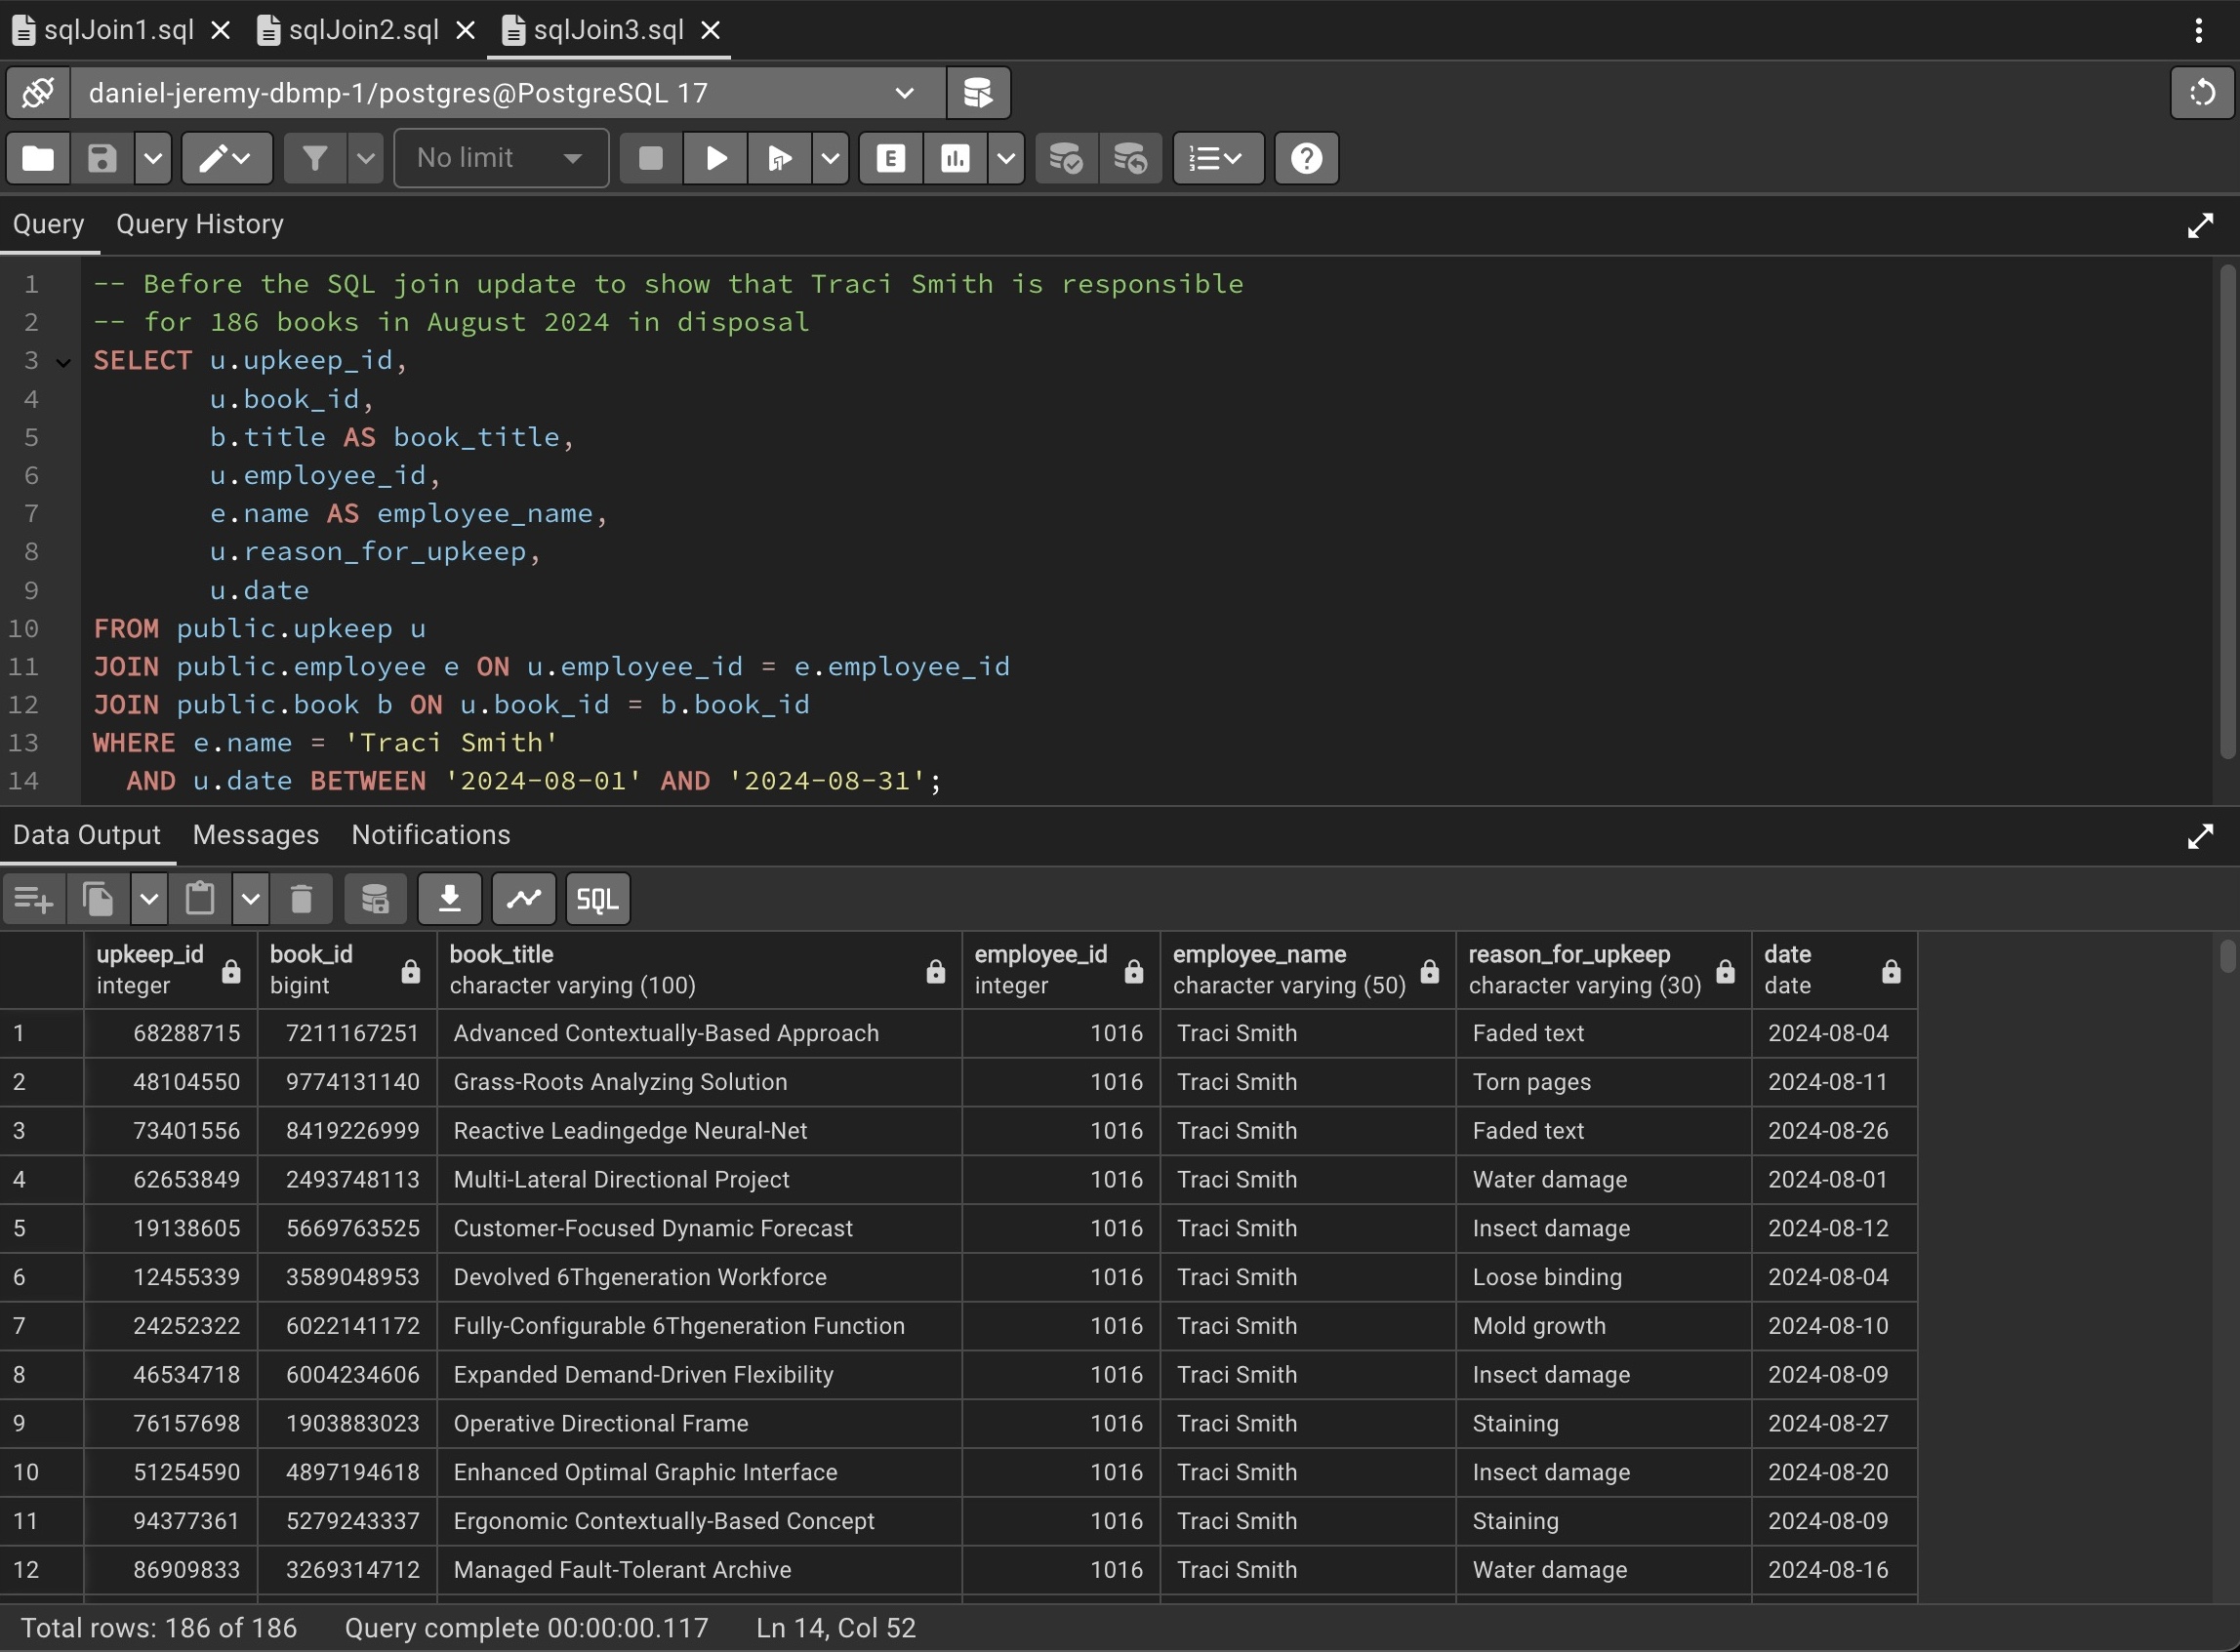 sqlJoin1.sql sqlJoin2.sql sqlJoin3.sql
daniel-jeremy-dbmp-1/postgres@PostgreSQL 17
No limit E
Query Query History
1 -- Before the SQL join update to show that Traci Smith is responsible
2 -- for 186 books in August 2024 in disposal
3 SELECT u.upkeep_id,
4 u.book_id,
5 b.title AS book_title,
6 u.employee_id,
7 e.name AS employee_name,
8 u.reason_for_upkeep,
9 u.date
10 FROM public.upkeep u
11 JOIN public.employee e ON u.employee_id = e.employee_id
12 JOIN public.book b ON u.book_id = b.book_id
13 WHERE e.name = 'Traci Smith'
14 AND u.date BETWEEN '2024-08-01' AND '2024-08-31';
Data Output Messages Notifications
SQL
upkeep_id book_id book_title employee_id employee_name reason_for_upkeep date
integer bigint character varying (100) integer character varying (50) character varying (30) date
1 68288715 7211167251 Advanced Contextually-Based Approach 1016 Traci Smith Faded text 2024-08-04
2 48104550 9774131140 Grass-Roots Analyzing Solution 1016 Traci Smith Torn pages 2024-08-11
3 73401556 8419226999 Reactive Leadingedge Neural-Net 1016 Traci Smith Faded text 2024-08-26
4 62653849 2493748113 Multi-Lateral Directional Project 1016 Traci Smith Water damage 2024-08-01
5 19138605 5669763525 Customer-Focused Dynamic Forecast 1016 Traci Smith Insect damage 2024-08-12
6 12455339 3589048953 Devolved 6Thgeneration Workforce 1016 Traci Smith Loose binding 2024-08-04
7 24252322 6022141172 Fully-Configurable 6Thgeneration Function 1016 Traci Smith Mold growth 2024-08-10
8 46534718 6004234606 Expanded Demand-Driven Flexibility 1016 Traci Smith Insect damage 2024-08-09
9 76157698 1903883023 Operative Directional Frame 1016 Traci Smith Staining 2024-08-27
10 51254590 4897194618 Enhanced Optimal Graphic Interface 1016 Traci Smith Insect damage 2024-08-20
11 94377361 5279243337 Ergonomic Contextually-Based Concept 1016 Traci Smith Staining 2024-08-09
12 86909833 3269314712 Managed Fault-Tolerant Archive 1016 Traci Smith Water damage 2024-08-16
Total rows: 186 of 186 Query complete 00:00:00.117 Ln 14, Col 52